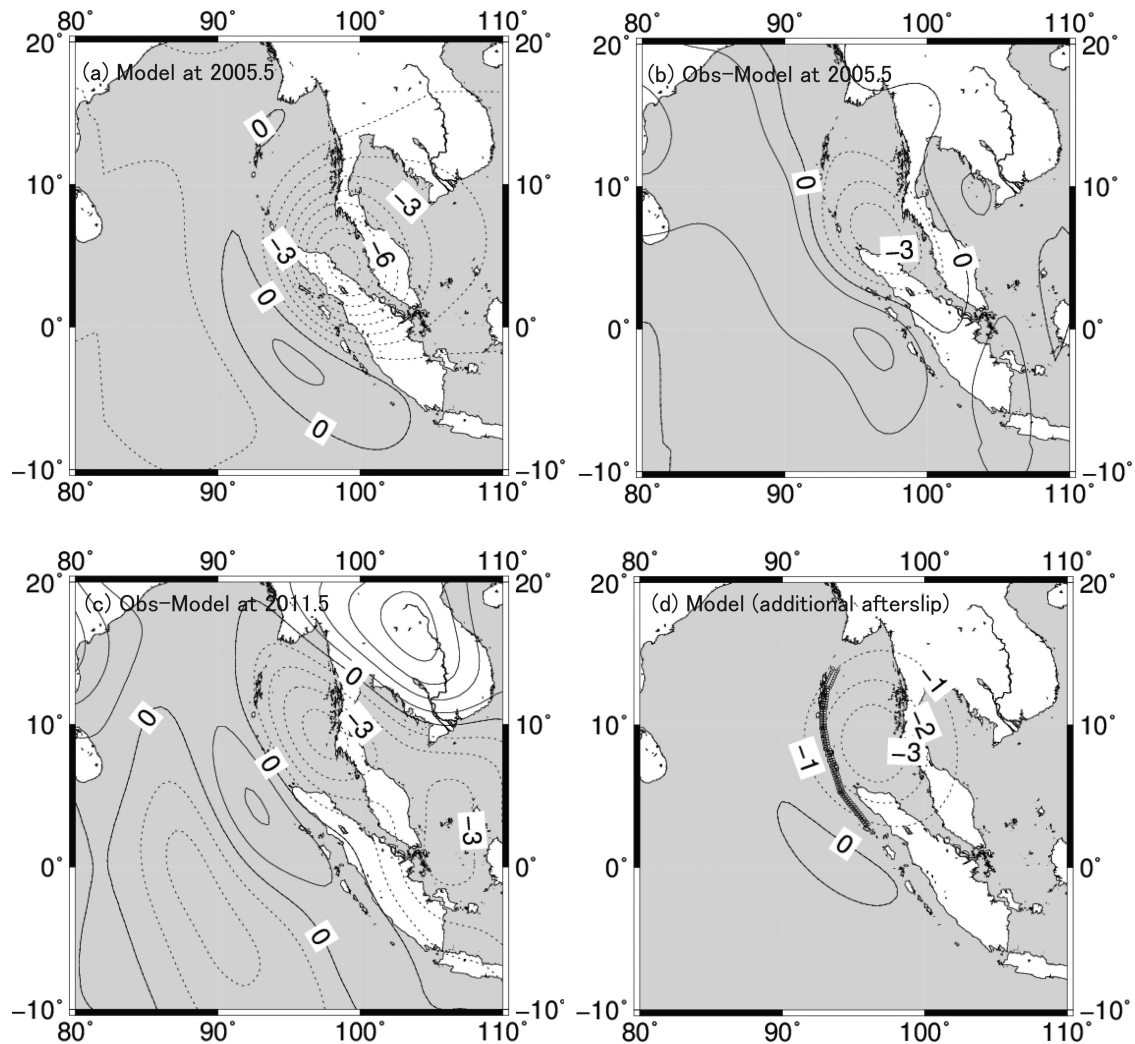 80˚ 90˚ 100˚ 110˚
20˚ (a) Model at 2005.5
0
10˚ −3 10˚
−3 −6
0
0˚ 0˚
0
−10˚ −10˚
80 90 100 110
80˚ 90˚ 100˚ 110˚
20˚ (b) Obs-Model at 2005.5 20˚
10˚ 0 10˚
−3 0
0˚ 0˚
−10˚ −10˚
80 90 100 110
80˚ 90˚ 100˚ 110˚
20˚ (c) Obs-Model at 2011.5
0
10˚ 0 −3 10˚
0
−3
0˚ 0˚
0
−10˚ −10˚
80 90 100 110
80˚ 90˚ 100˚ 110˚
20˚ (d) Model (additional afterslip) 20˚
−1
10˚ −2 10˚
−1 −3
0
0˚ 0˚
−10˚ −10˚
80 90 100 110